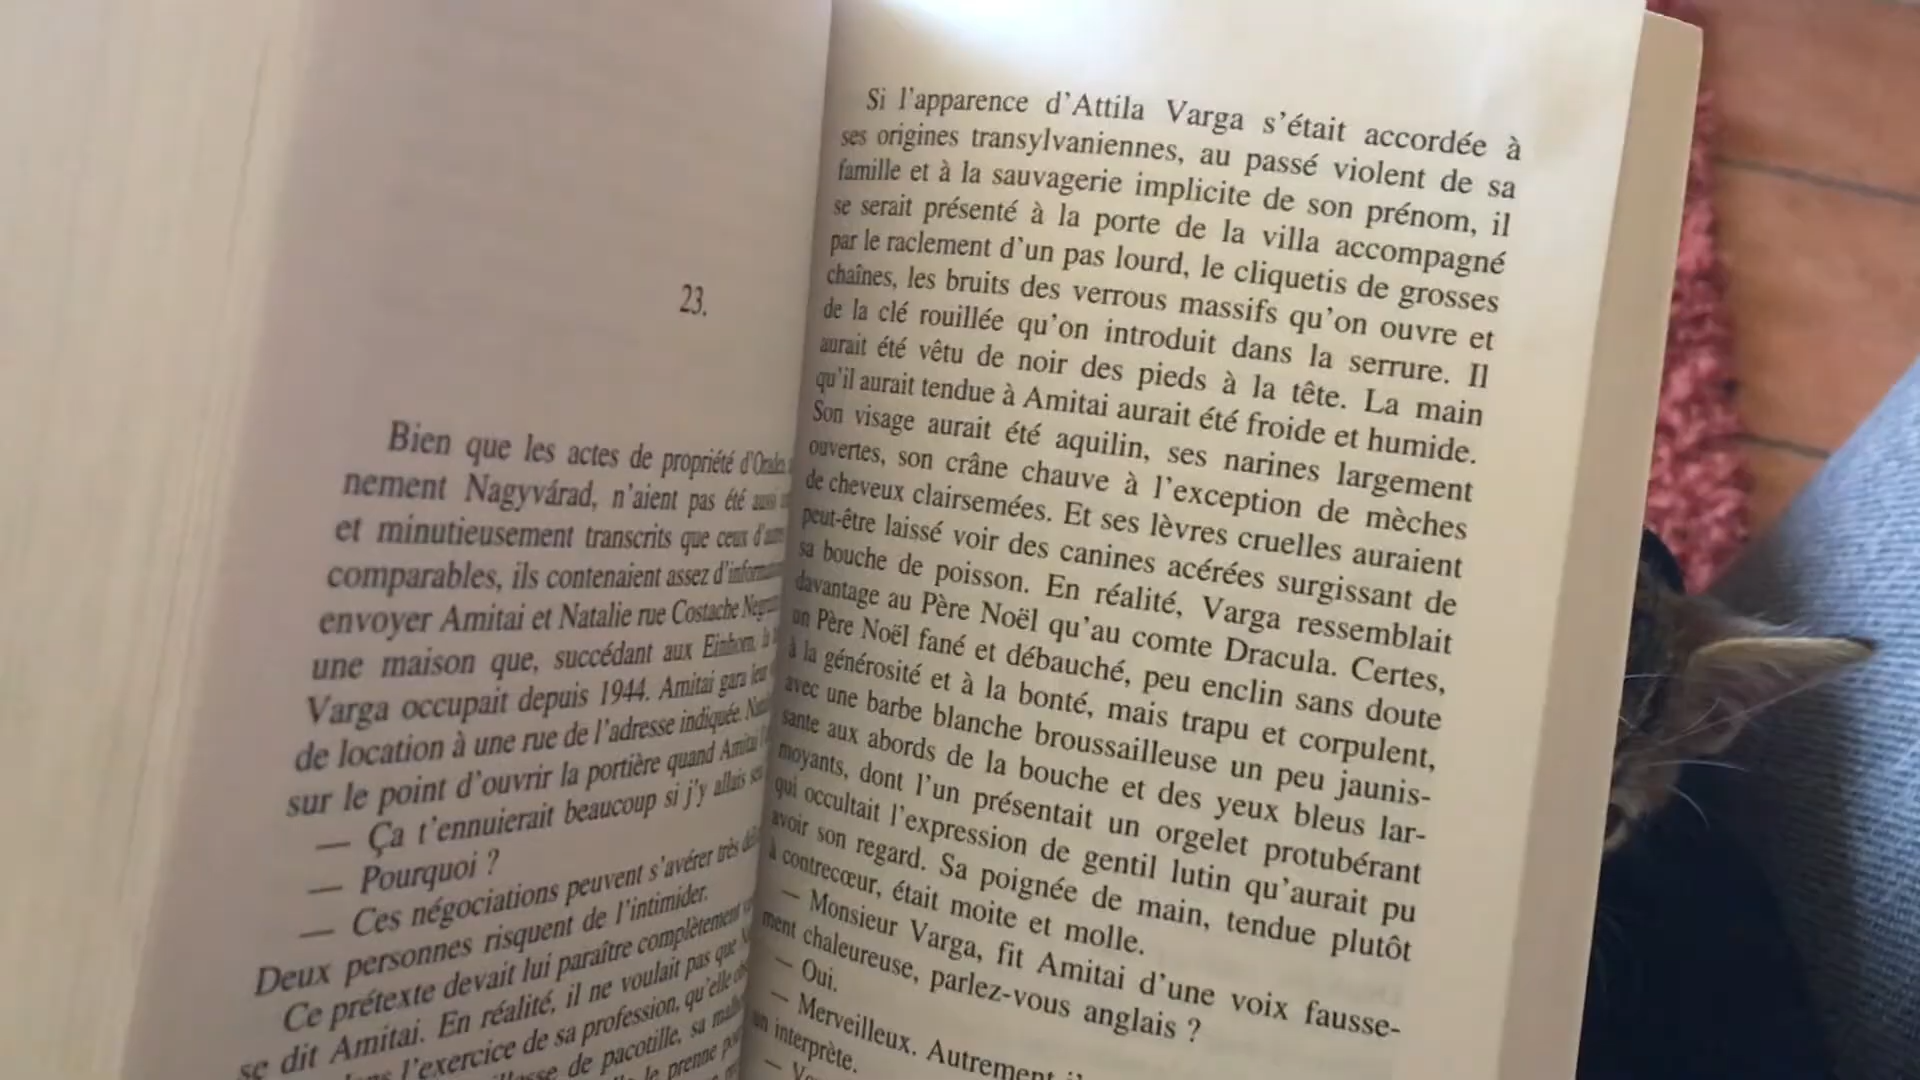 23.
Bien que les actes de propriété
nement Nagyvárad, n'aient pas été aussi
et minutieusement transcrits que ceux
comparables, ils contenaient assez
envoyer Amitai et Natalie rue Costache
une maison que, succédant aux Einhorn, la
Varga occupait depuis 1944. Amitai gara leur
de location à une rue de l'adresse indiquée.
sur le point d'ouvrir la portière quand Amitai
— Ça t'ennuierait beaucoup si j'y allais
— Pourquoi ?
— Ces négociations peuvent s'avérer très
Deux personnes risquent de l'intimider.
Ce prétexte devait lui paraître complètement
se dit Amitai. En réalité, il ne voulait pas que
l'exercice de sa profession, qu'elle
de pacotille, sa
le prenne
Si l'apparence d'Attila Varga s'était accordée à
ses origines transylvaniennes, au passé violent de sa
famille et à la sauvagerie implicite de son prénom, il
se serait présenté à la porte de la villa accompagné
par le raclement d'un pas lourd, le cliquetis de grosses
chaînes, les bruits des verrous massifs qu'on ouvre et
de la clé rouillée qu'on introduit dans la serrure. Il
aurait été vêtu de noir des pieds à la tête. La main
qu'il aurait tendue à Amitai aurait été froide et humide.
Son visage aurait été aquilin, ses narines largement
ouvertes, son crâne chauve à l'exception de mèches
de cheveux clairsemées. Et ses lèvres cruelles auraient
peut-être laissé voir des canines acérées surgissant de
sa bouche de poisson. En réalité, Varga ressemblait
davantage au Père Noël qu'au comte Dracula. Certes,
un Père Noël fané et débauché, peu enclin sans doute
à la générosité et à la bonté, mais trapu et corpulent,
avec une barbe blanche broussailleuse un peu jaunis-
sante aux abords de la bouche et des yeux bleus lar-
moyants, dont l'un présentait un orgelet protubérant
qui occultait l'expression de gentil lutin qu'aurait pu
avoir son regard. Sa poignée de main, tendue plutôt
à contrecœur, était moite et molle.
— Monsieur Varga, fit Amitai d'une voix fausse-
ment chaleureuse, parlez-vous anglais ?
— Oui.
— Merveilleux. Autrement
un interprète.